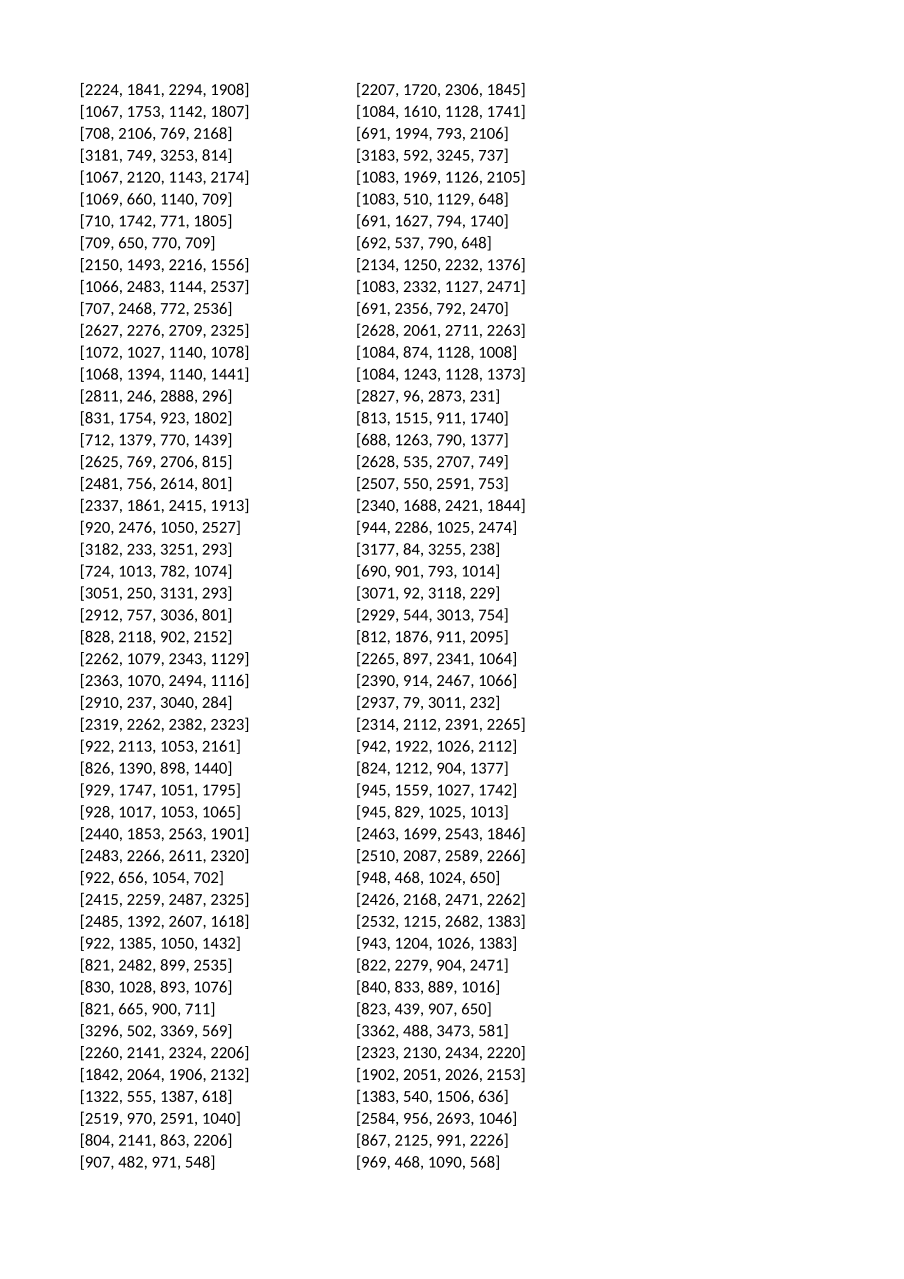 [2224, 1841, 2294, 1908] [2207, 1720, 2306, 1845]
[1067, 1753, 1142, 1807] [1084, 1610, 1128, 1741]
[708, 2106, 769, 2168] [691, 1994, 793, 2106]
[3181, 749, 3253, 814] [3183, 592, 3245, 737]
[1067, 2120, 1143, 2174] [1083, 1969, 1126, 2105]
[1069, 660, 1140, 709] [1083, 510, 1129, 648]
[710, 1742, 771, 1805] [691, 1627, 794, 1740]
[709, 650, 770, 709] [692, 537, 790, 648]
[2150, 1493, 2216, 1556] [2134, 1250, 2232, 1376]
[1066, 2483, 1144, 2537] [1083, 2332, 1127, 2471]
[707, 2468, 772, 2536] [691, 2356, 792, 2470]
[2627, 2276, 2709, 2325] [2628, 2061, 2711, 2263]
[1072, 1027, 1140, 1078] [1084, 874, 1128, 1008]
[1068, 1394, 1140, 1441] [1084, 1243, 1128, 1373]
[2811, 246, 2888, 296] [2827, 96, 2873, 231]
[831, 1754, 923, 1802] [813, 1515, 911, 1740]
[712, 1379, 770, 1439] [688, 1263, 790, 1377]
[2625, 769, 2706, 815] [2628, 535, 2707, 749]
[2481, 756, 2614, 801] [2507, 550, 2591, 753]
[2337, 1861, 2415, 1913] [2340, 1688, 2421, 1844]
[920, 2476, 1050, 2527] [944, 2286, 1025, 2474]
[3182, 233, 3251, 293] [3177, 84, 3255, 238]
[724, 1013, 782, 1074] [690, 901, 793, 1014]
[3051, 250, 3131, 293] [3071, 92, 3118, 229]
[2912, 757, 3036, 801] [2929, 544, 3013, 754]
[828, 2118, 902, 2152] [812, 1876, 911, 2095]
[2262, 1079, 2343, 1129] [2265, 897, 2341, 1064]
[2363, 1070, 2494, 1116] [2390, 914, 2467, 1066]
[2910, 237, 3040, 284] [2937, 79, 3011, 232]
[2319, 2262, 2382, 2323] [2314, 2112, 2391, 2265]
[922, 2113, 1053, 2161] [942, 1922, 1026, 2112]
[826, 1390, 898, 1440] [824, 1212, 904, 1377]
[929, 1747, 1051, 1795] [945, 1559, 1027, 1742]
[928, 1017, 1053, 1065] [945, 829, 1025, 1013]
[2440, 1853, 2563, 1901] [2463, 1699, 2543, 1846]
[2483, 2266, 2611, 2320] [2510, 2087, 2589, 2266]
[922, 656, 1054, 702] [948, 468, 1024, 650]
[2415, 2259, 2487, 2325] [2426, 2168, 2471, 2262]
[2485, 1392, 2607, 1618] [2532, 1215, 2682, 1383]
[922, 1385, 1050, 1432] [943, 1204, 1026, 1383]
[821, 2482, 899, 2535] [822, 2279, 904, 2471]
[830, 1028, 893, 1076] [840, 833, 889, 1016]
[821, 665, 900, 711] [823, 439, 907, 650]
[3296, 502, 3369, 569] [3362, 488, 3473, 581]
[2260, 2141, 2324, 2206] [2323, 2130, 2434, 2220]
[1842, 2064, 1906, 2132] [1902, 2051, 2026, 2153]
[1322, 555, 1387, 618] [1383, 540, 1506, 636]
[2519, 970, 2591, 1040] [2584, 956, 2693, 1046]
[804, 2141, 863, 2206] [867, 2125, 991, 2226]
[907, 482, 971, 548] [969, 468, 1090, 568]